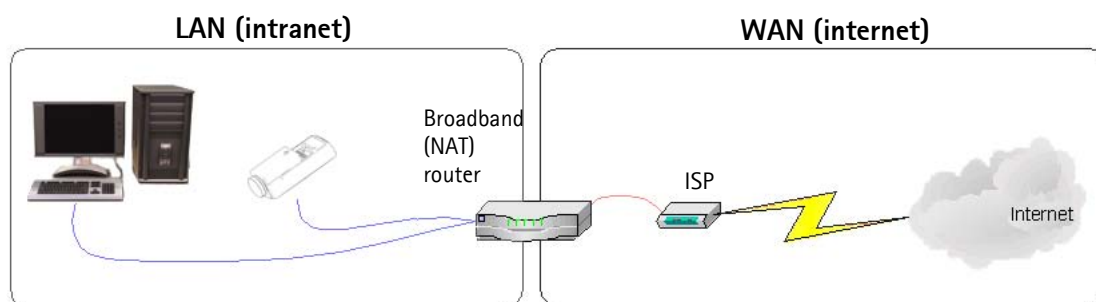 LAN (intranet)
WAN (internet)
Broadband
(NAT)
router
ISP
Internet